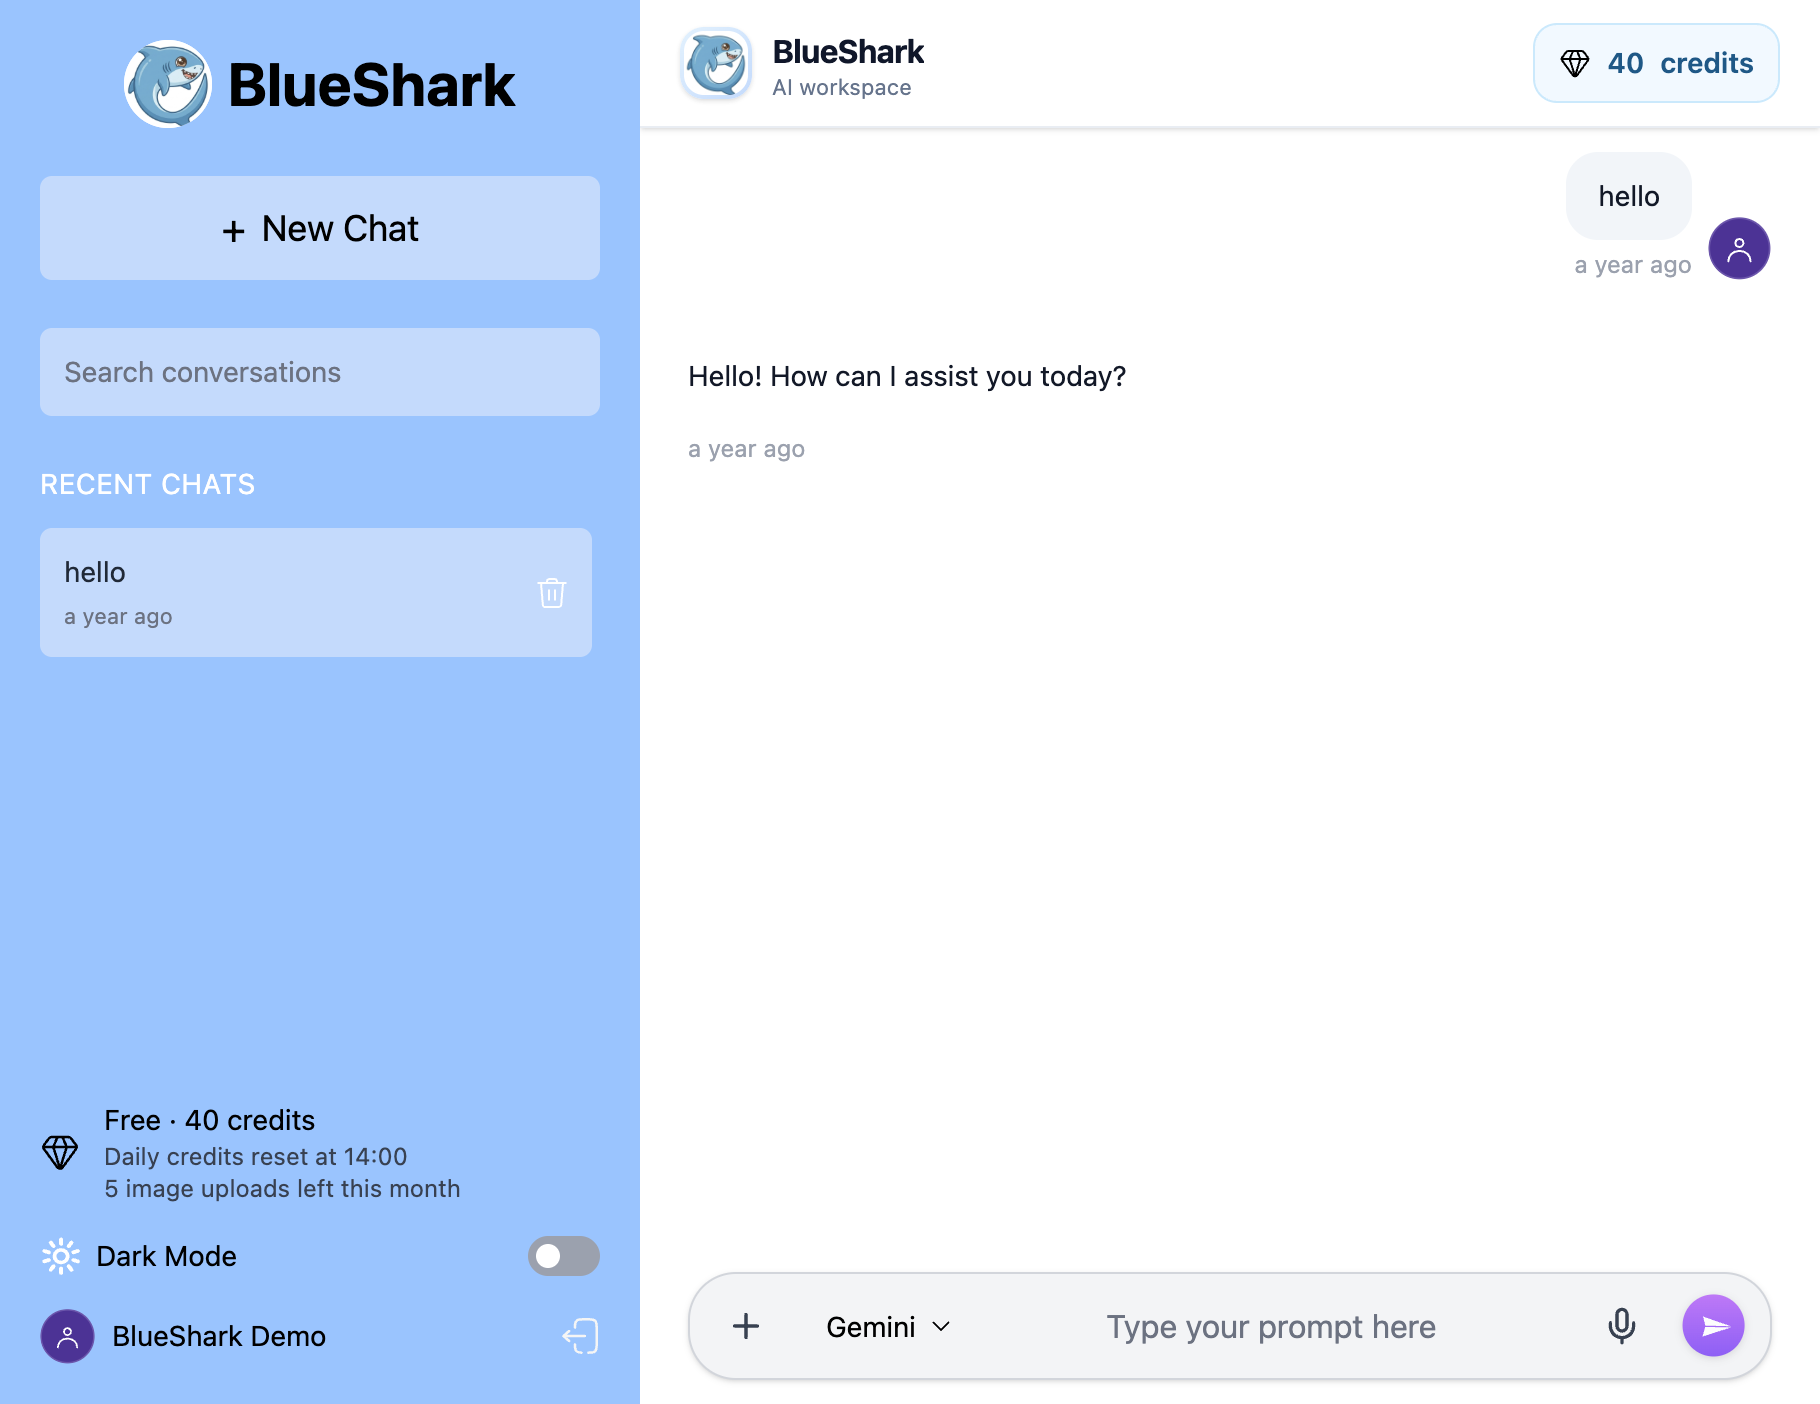 BlueShark
+ New Chat
Search conversations
RECENT CHATS
hello
a year ago
Free · 40 credits
Daily credits reset at 14:00
5 image uploads left this month
Dark Mode
BlueShark Demo
BlueShark
AI workspace
40 credits
hello
a year ago
Hello! How can I assist you today?
a year ago
Gemini
Type your prompt here